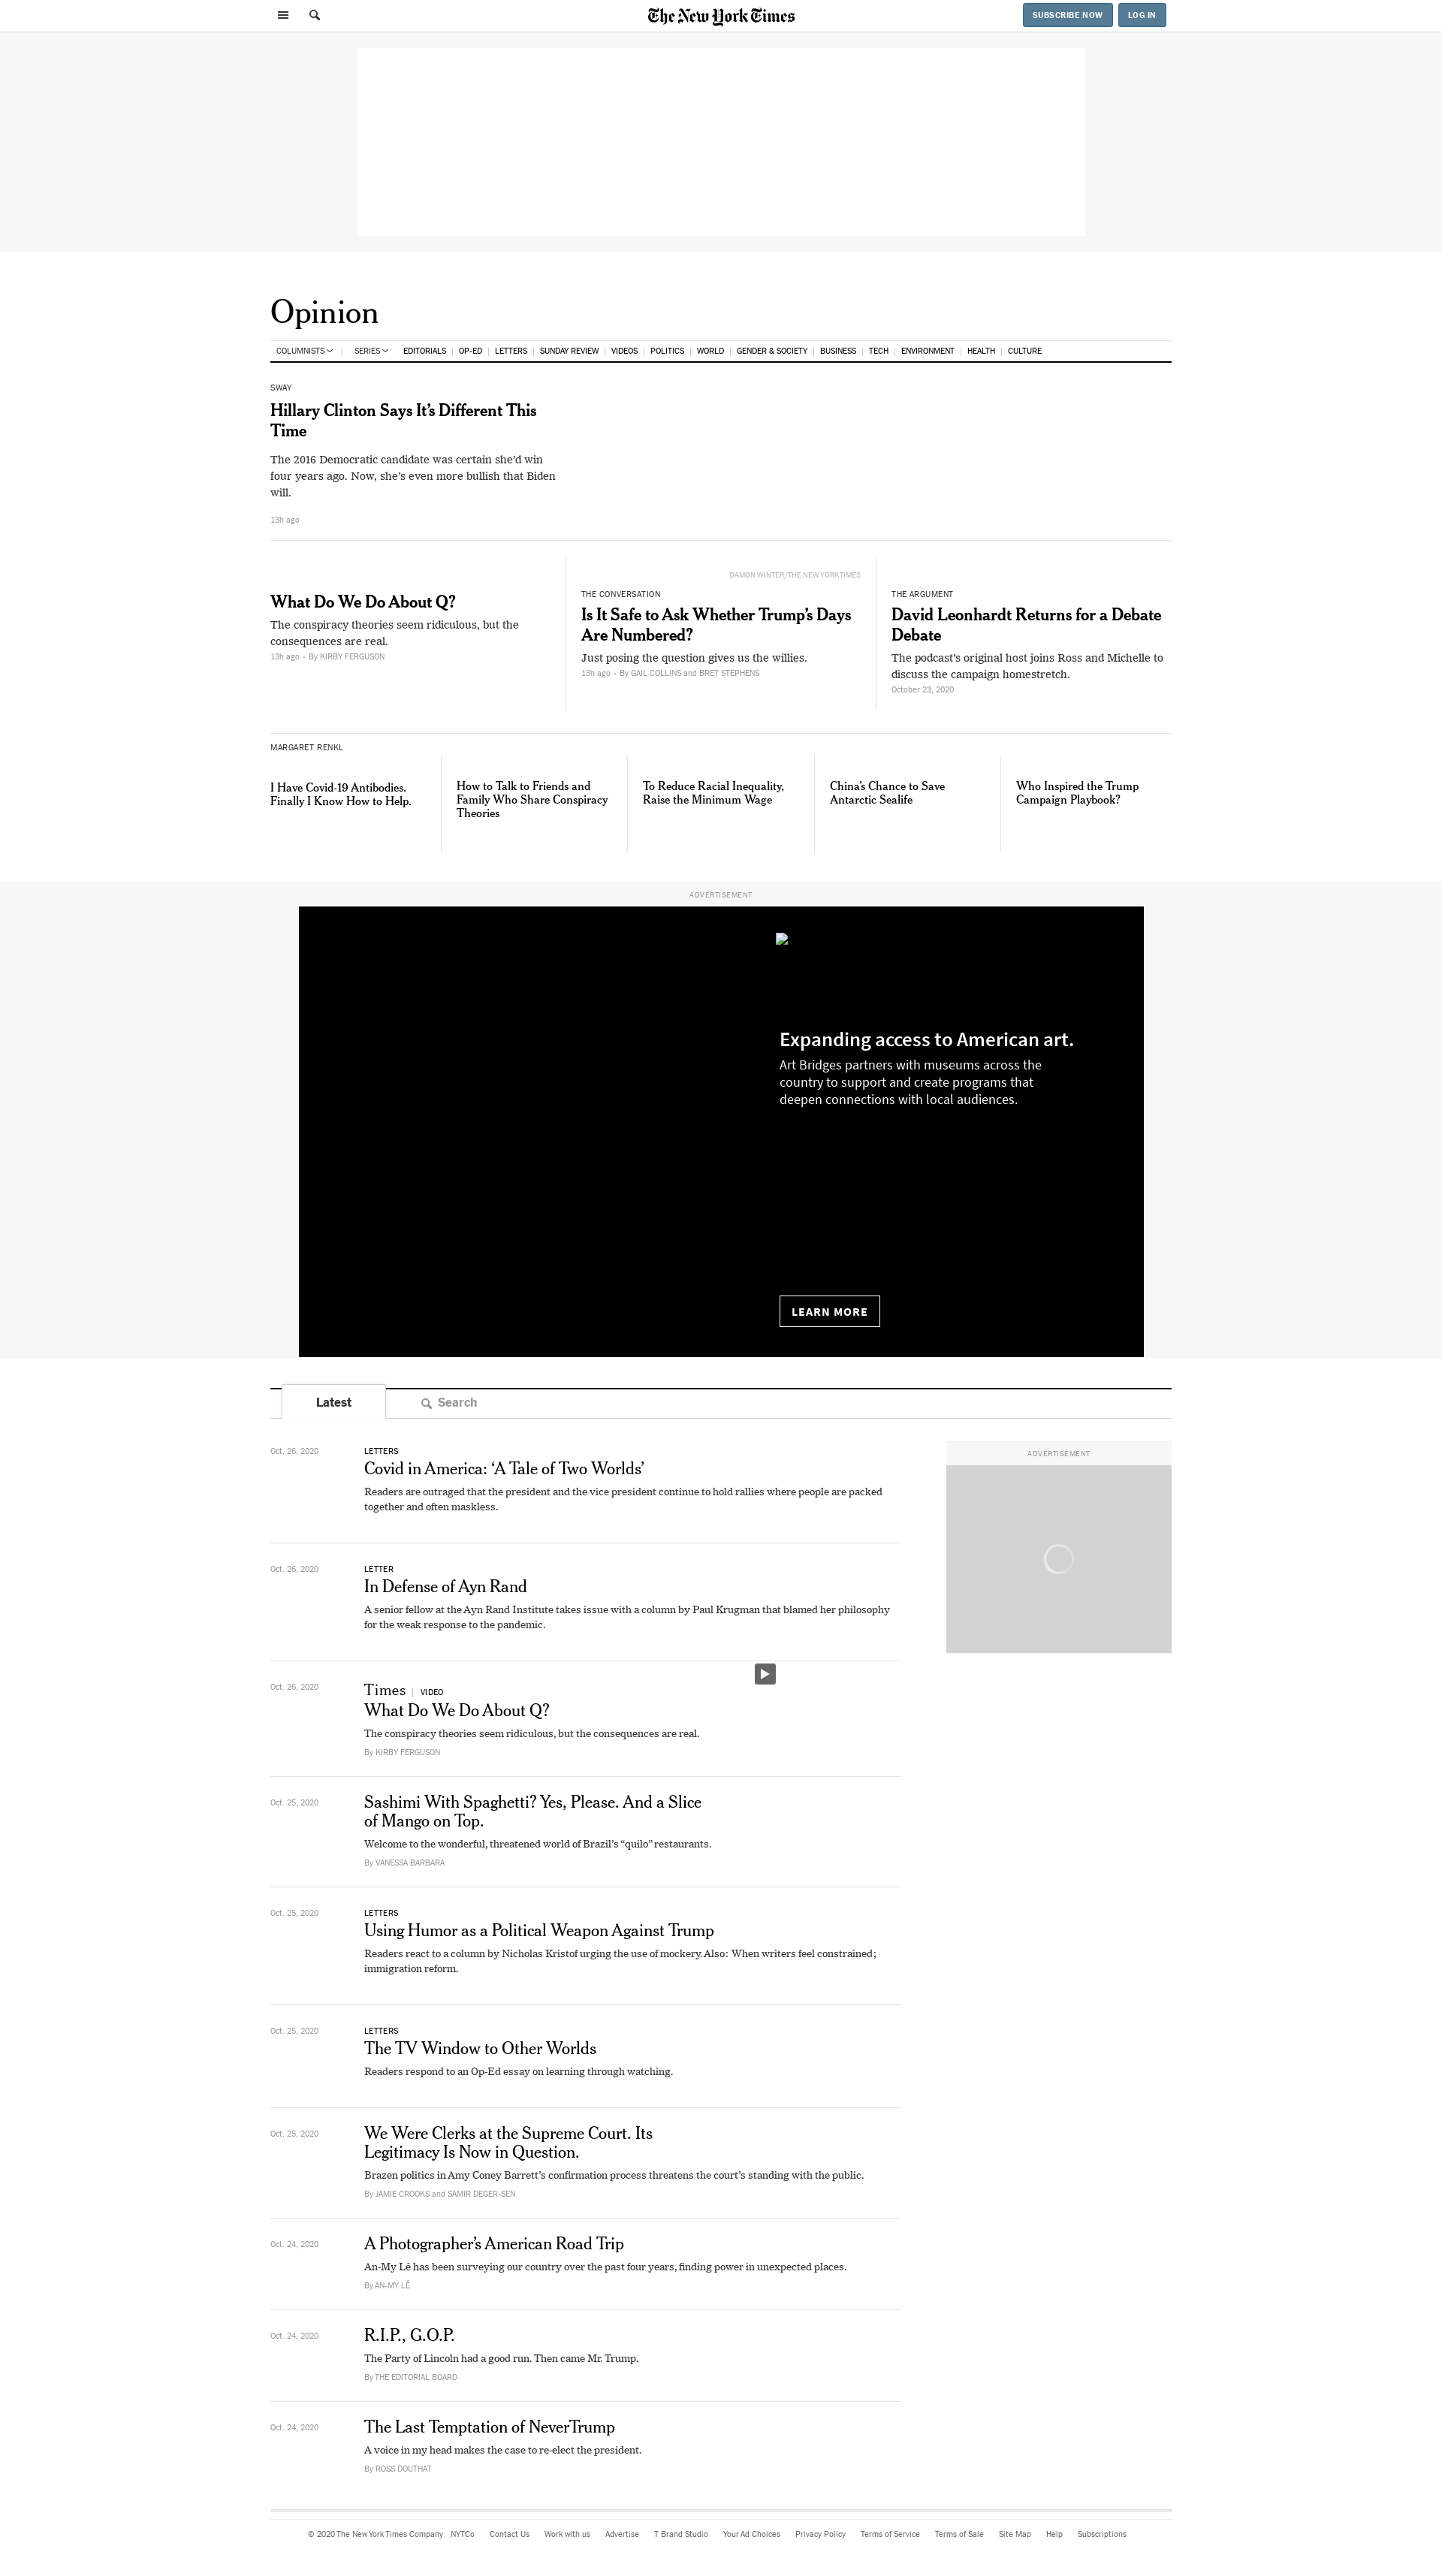 The New York Times
SUBSCRIBE NOW
LOG IN
Opinion
COLUMNISTS
SERIES
EDITORIALS
OP-ED
LETTERS
SUNDAY REVIEW
VIDEOS
POLITICS
WORLD
GENDER & SOCIETY
BUSINESS
TECH
ENVIRONMENT
HEALTH
CULTURE
SWAY
Hillary Clinton Says It’s Different This
Time
The 2016 Democratic candidate was certain she’d win
four years ago. Now, she’s even more bullish that Biden
will.
13h ago
What Do We Do About Q?
The conspiracy theories seem ridiculous, but the
consequences are real.
13h ago • By KIRBY FERGUSON
DAMON WINTER/THE NEW YORK TIMES
THE CONVERSATION
Is It Safe to Ask Whether Trump’s Days
Are Numbered?
Just posing the question gives us the willies.
13h ago • By GAIL COLLINS and BRET STEPHENS
THE ARGUMENT
David Leonhardt Returns for a Debate
Debate
The podcast’s original host joins Ross and Michelle to
discuss the campaign homestretch.
October 23, 2020
MARGARET RENKL
I Have Covid-19 Antibodies.
Finally I Know How to Help.
How to Talk to Friends and
Family Who Share Conspiracy
Theories
To Reduce Racial Inequality,
Raise the Minimum Wage
China’s Chance to Save
Antarctic Sealife
Who Inspired the Trump
Campaign Playbook?
ADVERTISEMENT
Expanding access to American art.
Art Bridges partners with museums across the
country to support and create programs that
deepen connections with local audiences.
LEARN MORE
Latest
Search
ADVERTISEMENT
Oct. 26, 2020
LETTERS
Covid in America: ‘A Tale of Two Worlds’
Readers are outraged that the president and the vice president continue to hold rallies where people are packed
together and often maskless.
Oct. 26, 2020
LETTER
In Defense of Ayn Rand
A senior fellow at the Ayn Rand Institute takes issue with a column by Paul Krugman that blamed her philosophy
for the weak response to the pandemic.
Oct. 26, 2020
Times | VIDEO
What Do We Do About Q?
The conspiracy theories seem ridiculous, but the consequences are real.
By KIRBY FERGUSON
Oct. 25, 2020
Sashimi With Spaghetti? Yes, Please. And a Slice
of Mango on Top.
Welcome to the wonderful, threatened world of Brazil’s “quilo” restaurants.
By VANESSA BARBARA
Oct. 25, 2020
LETTERS
Using Humor as a Political Weapon Against Trump
Readers react to a column by Nicholas Kristof urging the use of mockery. Also: When writers feel constrained;
immigration reform.
Oct. 25, 2020
LETTERS
The TV Window to Other Worlds
Readers respond to an Op-Ed essay on learning through watching.
Oct. 25, 2020
We Were Clerks at the Supreme Court. Its
Legitimacy Is Now in Question.
Brazen politics in Amy Coney Barrett’s confirmation process threatens the court’s standing with the public.
By JAMIE CROOKS and SAMIR DEGER-SEN
Oct. 24, 2020
A Photographer’s American Road Trip
An-My Lê has been surveying our country over the past four years, finding power in unexpected places.
By AN-MY LÊ
Oct. 24, 2020
R.I.P., G.O.P.
The Party of Lincoln had a good run. Then came Mr. Trump.
By THE EDITORIAL BOARD
Oct. 24, 2020
The Last Temptation of NeverTrump
A voice in my head makes the case to re-elect the president.
By ROSS DOUTHAT
© 2020 The New York Times Company
NYTCo
Contact Us
Work with us
Advertise
T Brand Studio
Your Ad Choices
Privacy Policy
Terms of Service
Terms of Sale
Site Map
Help
Subscriptions